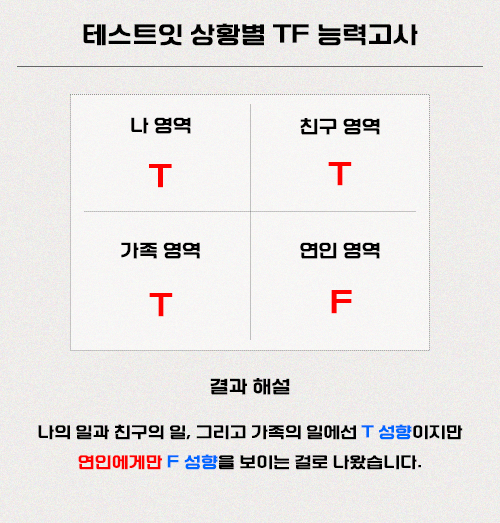 테스트잇 상황별 TF 능력고사
나 영역
친구 영역
T
T
가족 영역
연인 영역
T
F
결과 해설
나의 일과 친구의 일, 그리고 가족의 일에선 T 성향이지만
연인에게만 F 성향을 보이는 걸로 나왔습니다.